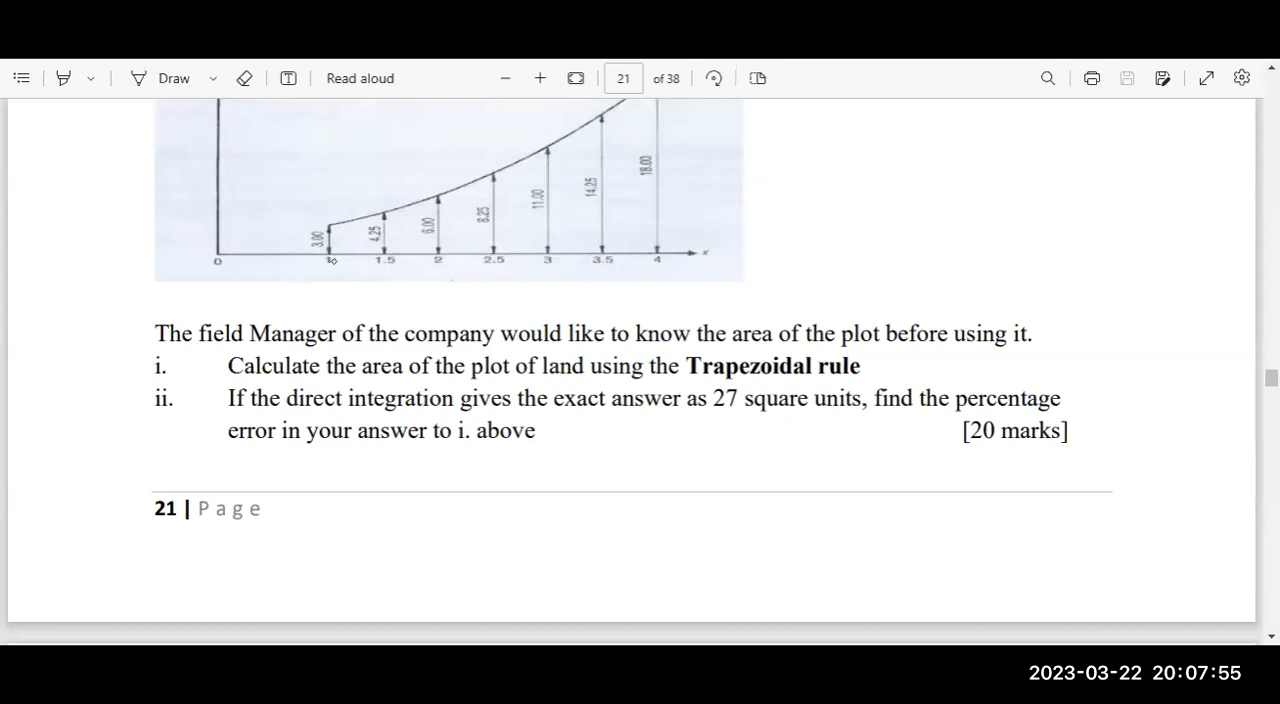 Draw
Read aloud
21 of 38
3.00
4.25
6.00
8.25
11.00
14.25
18.00
0 1 1.5 2 2.5 3 3.5 4 x
The field Manager of the company would like to know the area of the plot before using it.
i. Calculate the area of the plot of land using the Trapezoidal rule
ii. If the direct integration gives the exact answer as 27 square units, find the percentage
error in your answer to i. above [20 marks]
21 | Page
2023-03-22 20:07:55